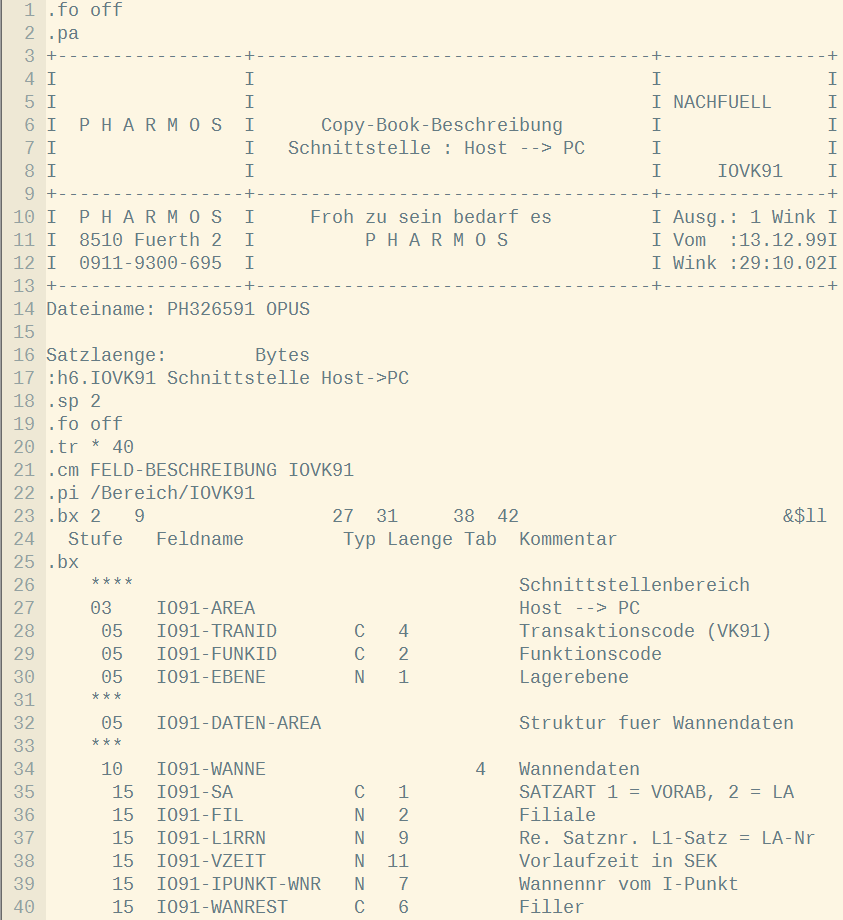 1 .fo off
2 .pa
3 +-----------------+------------------------------------+---------------+
4 I                 I                                    I               I
5 I                 I                                    I NACHFUELL     I
6 I  P H A R M O S  I      Copy-Book-Beschreibung        I               I
7 I                 I   Schnittstelle : Host --> PC      I               I
8 I                 I                                    I     IOVK91    I
9 +-----------------+------------------------------------+---------------+
10 I  P H A R M O S  I     Froh zu sein bedarf es         I Ausg.: 1 Wink I
11 I  8510 Fuerth 2  I          P H A R M O S             I Vom  :13.12.99I
12 I  0911-9300-695  I                                    I Wink :29:10.02I
13 +-----------------+------------------------------------+---------------+
14 Dateiname: PH326591 OPUS
15
16 Satzlaenge:        Bytes
17 :h6.IOVK91 Schnittstelle Host->PC
18 .sp 2
19 .fo off
20 .tr * 40
21 .cm FELD-BESCHREIBUNG IOVK91
22 .pi /Bereich/IOVK91
23 .bx 2   9                 27  31     38  42                        &$ll
24   Stufe   Feldname         Typ Laenge Tab  Kommentar
25 .bx
26     ****                                   Schnittstellenbereich
27     03    IO91-AREA                        Host --> PC
28      05   IO91-TRANID       C   4          Transaktionscode (VK91)
29      05   IO91-FUNKID       C   2          Funktionscode
30      05   IO91-EBENE        N   1          Lagerebene
31     ***
32      05   IO91-DATEN-AREA                  Struktur fuer Wannendaten
33     ***
34      10   IO91-WANNE                   4   Wannendaten
35       15  IO91-SA           C   1          SATZART 1 = VORAB, 2 = LA
36       15  IO91-FIL          N   2          Filiale
37       15  IO91-L1RRN        N   9          Re. Satznr. L1-Satz = LA-Nr
38       15  IO91-VZEIT        N  11          Vorlaufzeit in SEK
39       15  IO91-IPUNKT-WNR   N   7          Wannennr vom I-Punkt
40       15  IO91-WANREST      C   6          Filler